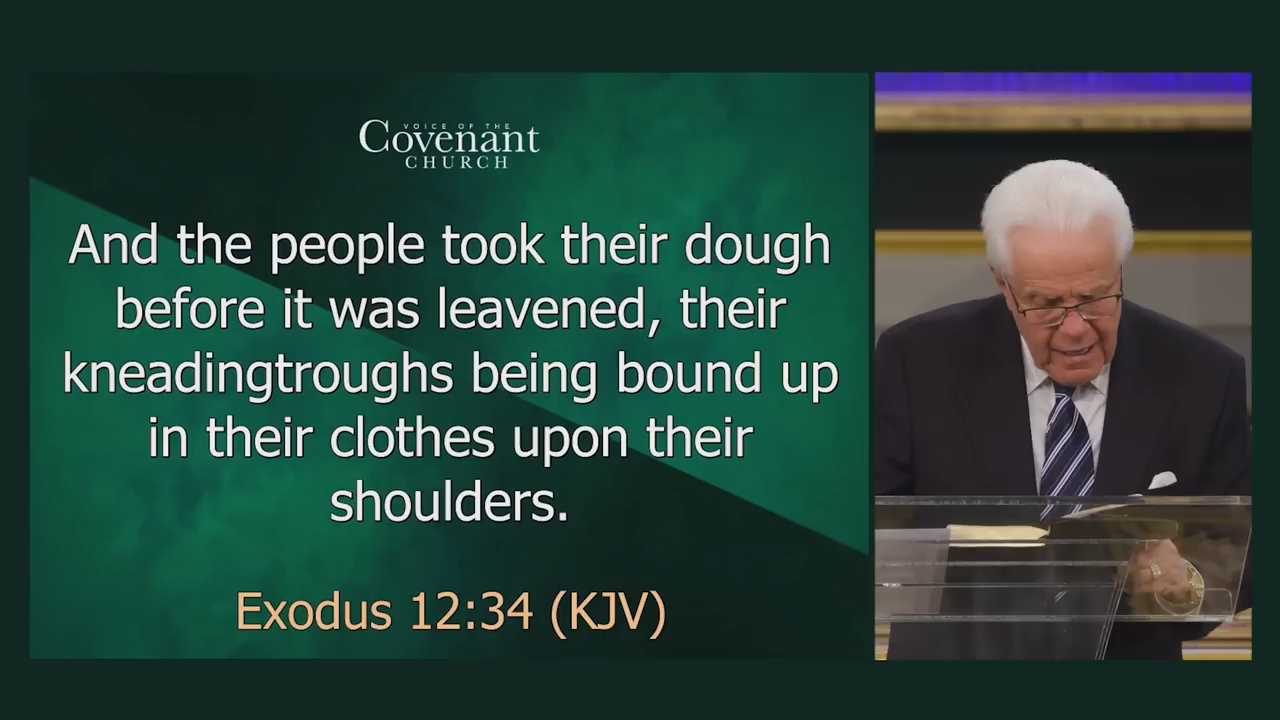 VOICE OF THE
Covenant
CHURCH
And the people took their dough
before it was leavened, their
kneadingtroughs being bound up
in their clothes upon their
shoulders.
Exodus 12:34 (KJV)